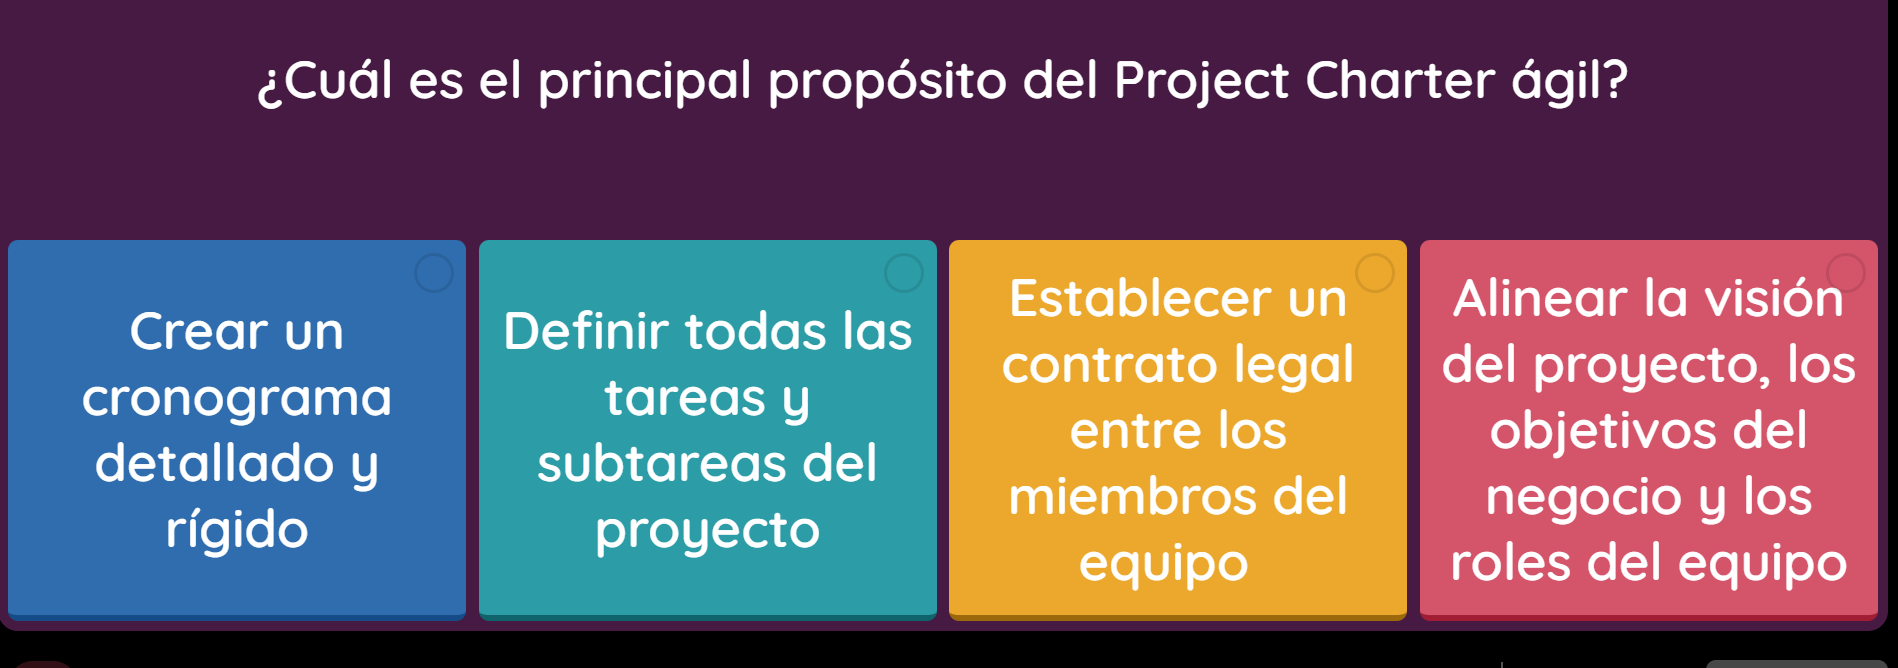 ¿Cuál es el principal propósito del Project Charter ágil?
Crear un
cronograma
detallado y
rígido
Definir todas las
tareas y
subtareas del
proyecto
Establecer un
contrato legal
entre los
miembros del
equipo
Alinear la visión
del proyecto, los
objetivos del
negocio y los
roles del equipo